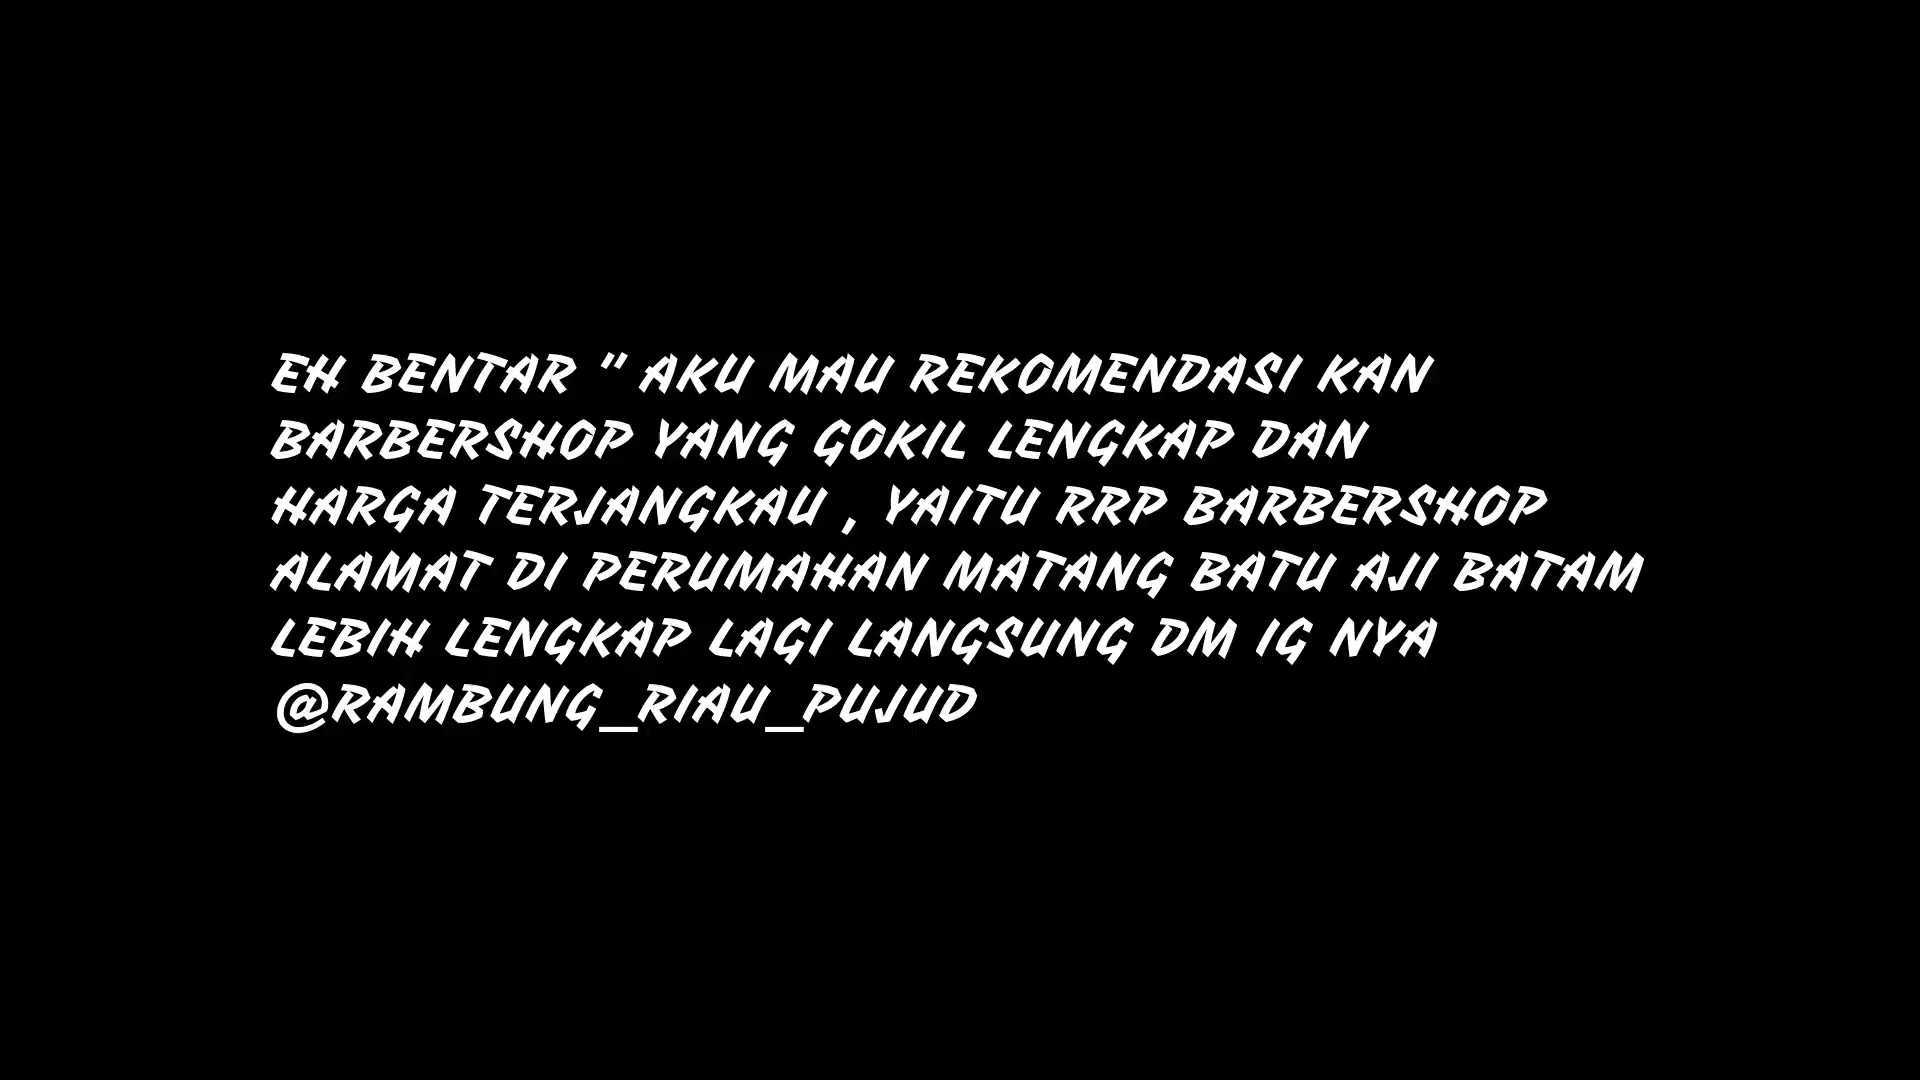 EH BENTAR " AKU MAU REKOMENDASI KAN
BARBERSHOP YANG GOKIL LENGKAP DAN
HARGA TERJANGKAU , YAITU RRP BARBERSHOP
ALAMAT DI PERUMAHAN MATANG BATU AJI BATAM
LEBIH LENGKAP LAGI LANGSUNG DM IG NYA
@RAMBUNG_RIAU_PUJUD